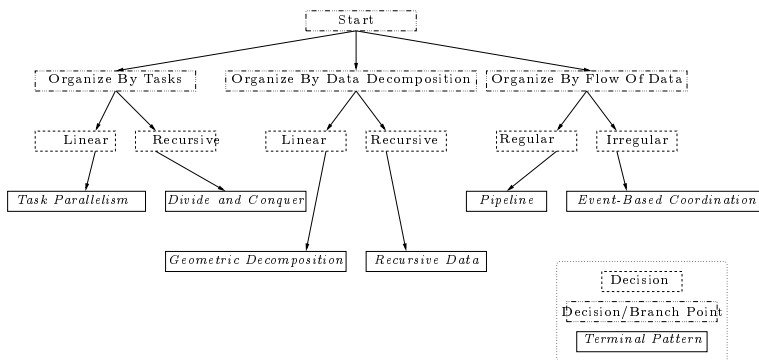 Start
Organize By Tasks
Organize By Data Decomposition
Organize By Flow Of Data
Linear
Recursive
Linear
Recursive
Regular
Irregular
Task Parallelism
Divide and Conquer
Pipeline
Event-Based Coordination
Geometric Decomposition
Recursive Data
Decision
Decision/Branch Point
Terminal Pattern